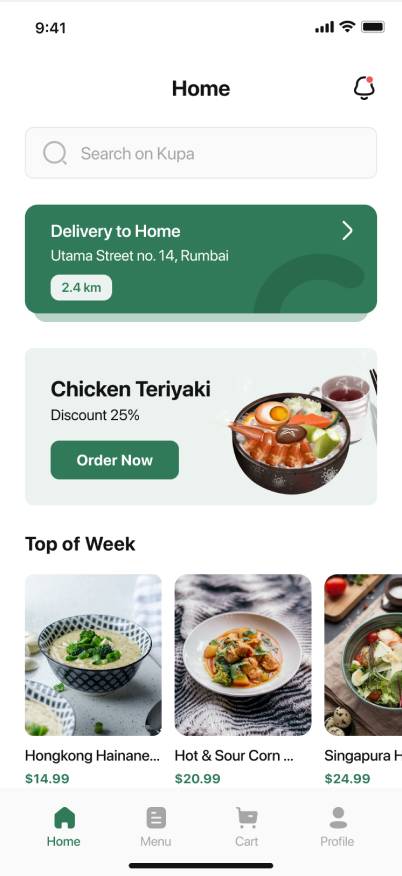 9:41
Home
Search on Kupa
Delivery to Home
Utama Street no. 14, Rumbai
2.4 km
Chicken Teriyaki
Discount 25%
Order Now
Top of Week
Hongkong Hainane...
Hot & Sour Corn ...
Singapura H
$14.99
$20.99
$24.99
Home
Menu
Cart
Profile